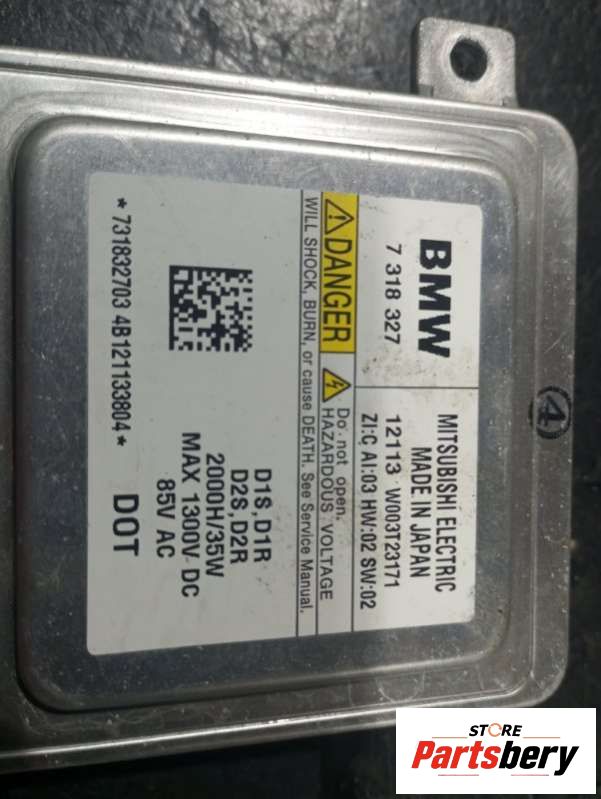 BMW
7 318 327
MITSUBISHI ELECTRIC
MADE IN JAPAN
12113 W003T23171
ZI:C AI:03 HW:02 SW:02
DANGER
Do not open,
HAZARDOUS VOLTAGE
WILL SHOCK, BURN, or cause DEATH. See Service Manual.
D1S,D1R
D2S,D2R
2000H/35W
MAX 1300V DC
85V AC
*731832703 4B121133804*
DOT
4
STORE
Partsbery